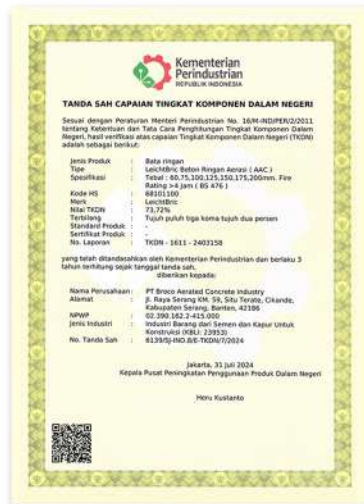 Kementerian
Perindustrian
REPUBLIK INDONESIA
TANDA SAH CAPAIAN TINGKAT KOMPONEN DALAM NEGERI
Sesuai dengan Peraturan Menteri Perindustrian No. 16/M-IND/PER/2/2011
tentang Ketentuan dan Tata Cara Penghitungan Tingkat Komponen Dalam
Negeri, hasil verifikasi atas capaian Tingkat Komponen Dalam Negeri (TKDN)
adalah sebagai berikut:
Jenis Produk : Bata ringan
Tipe : LeichtBric Beton Ringan Aerasi ( AAC )
Spesifikasi : Tebal : 60,75,100,125,150,175,200mm. Fire
Rating >4 jam ( BS 476 )
Kode HS : 68101100
Merk : LeichtBric
Nilai TKDN : 73,72%
Terbilang : Tujuh puluh tiga koma tujuh dua persen
Standard Produk : -
Sertifikat Produk : -
No. Laporan : TKDN - 1611 - 2403158
yang telah ditandasahkan oleh Kementerian Perindustrian dan berlaku 3
tahun terhitung sejak tanggal tanda sah,
diberikan kepada:
Nama Perusahaan : PT Broco Aerated Concrete Industry
Alamat : Jl. Raya Serang KM. 59, Situ Terate, Cikande,
Kabupaten Serang, Banten, 42186
NPWP : 02.390.162.2-415.000
Jenis Industri : Industri Barang dari Semen dan Kapur Untuk
Konstruksi (KBLI: 23953)
No. Tanda Sah : 6139/SJ-IND.8/E-TKDN/7/2024
Jakarta, 31 Juli 2024
Kepala Pusat Peningkatan Penggunaan Produk Dalam Negeri
Heru Kustanto